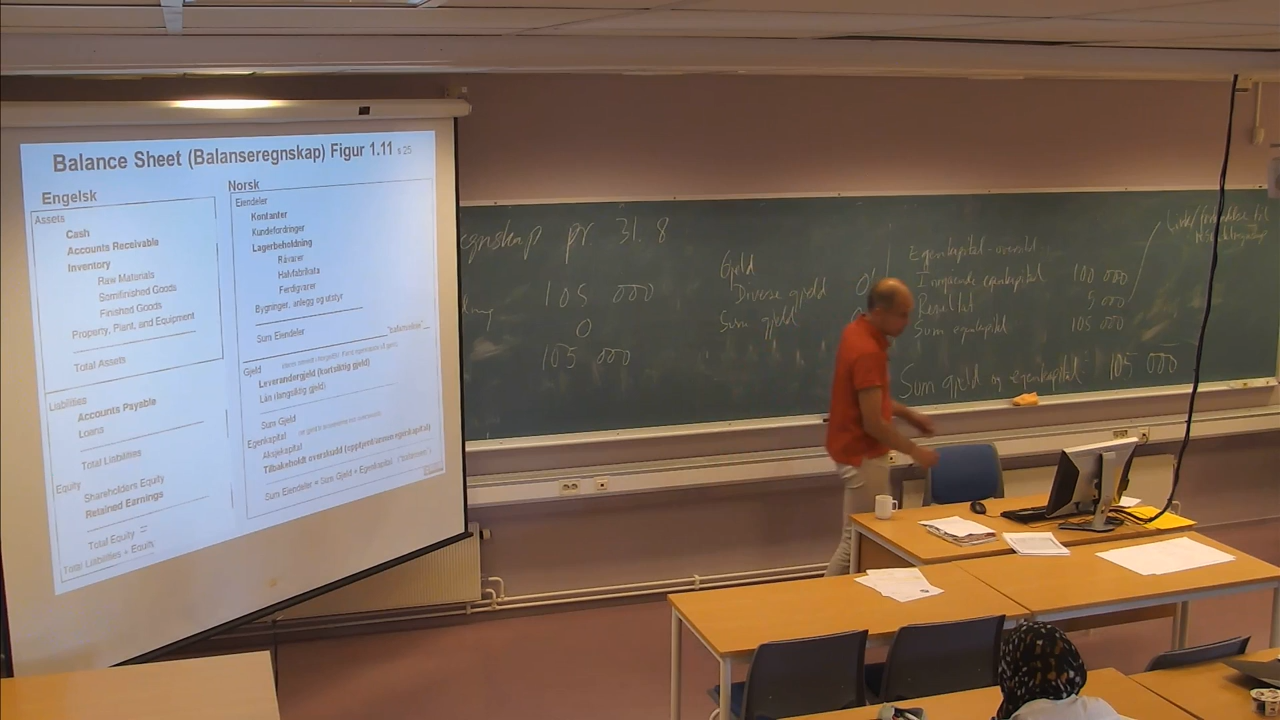 Balance Sheet (Balanseregnskap) Figur 1.11 s 25
Engelsk
Assets
Cash
Accounts Receivable
Inventory
Raw Materials
Semifinished Goods
Finished Goods
Property, Plant, and Equipment
Total Assets
Liabilities
Accounts Payable
Loans
Total Liabilities
Equity
Shareholders Equity
Retained Earnings
Total Equity =
Total Liabilities + Equity
Norsk
Eiendeler
Kontanter
Kundefordringer
Lagerbeholdning
Råvarer
Halvfabrikata
Ferdigvarer
Bygninger, anlegg og utstyr
Sum Eiendeler
Gjeld
Leverandørgjeld (kortsiktig gjeld)
Lån (langsiktig gjeld)
Sum Gjeld
Egenkapital
Aksjekapital
Tilbakeholdt overskudd (opptjent/annen egenkapital)
Sum Eiendeler = Sum Gjeld + Egenkapital
pr. 31.8
105 000
0
105 000
Gjeld
Diverse gjeld 0
Sum gjeld
Egenkapital-oversikt
Inngående egenkapital 100 000
Resultat 5 000
Sum egenkapital 105 000
Sum gjeld og egenkapital: 105 000